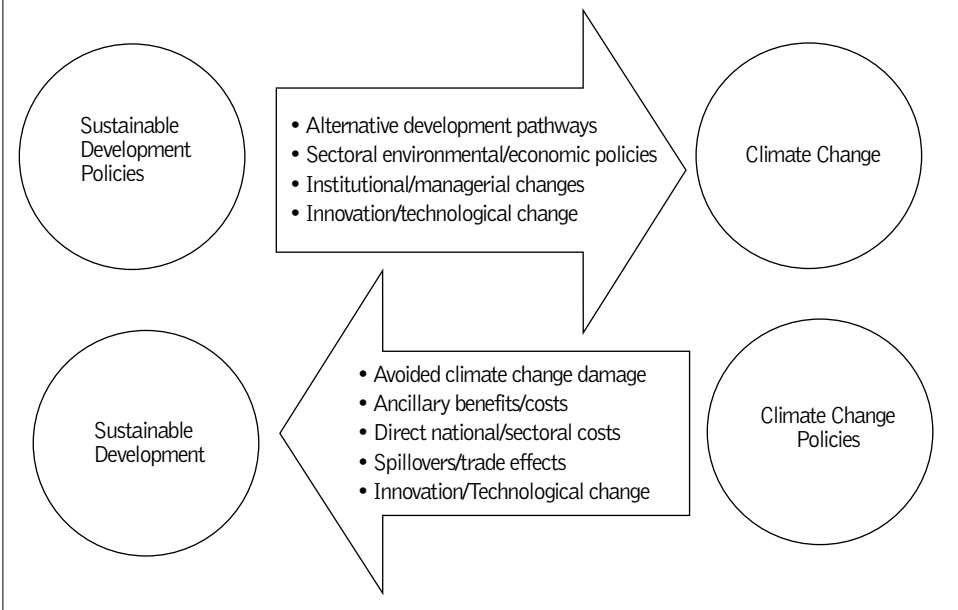 Sustainable
Development
Policies
• Alternative development pathways
• Sectoral environmental/economic policies
• Institutional/managerial changes
• Innovation/technological change
Climate Change
Sustainable
Development
• Avoided climate change damage
• Ancillary benefits/costs
• Direct national/sectoral costs
• Spillovers/trade effects
• Innovation/Technological change
Climate Change
Policies